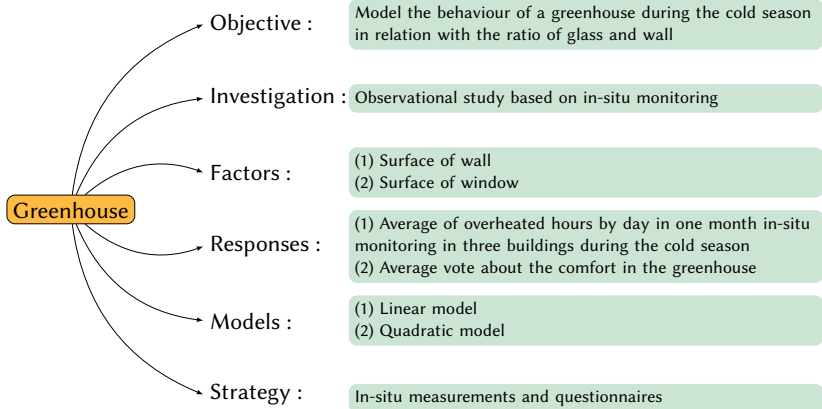 Objective :
Model the behaviour of a greenhouse during the cold season
in relation with the ratio of glass and wall
Investigation :
Observational study based on in-situ monitoring
Factors :
(1) Surface of wall
(2) Surface of window
Greenhouse
Responses :
(1) Average of overheated hours by day in one month in-situ
monitoring in three buildings during the cold season
(2) Average vote about the comfort in the greenhouse
Models :
(1) Linear model
(2) Quadratic model
Strategy :
In-situ measurements and questionnaires